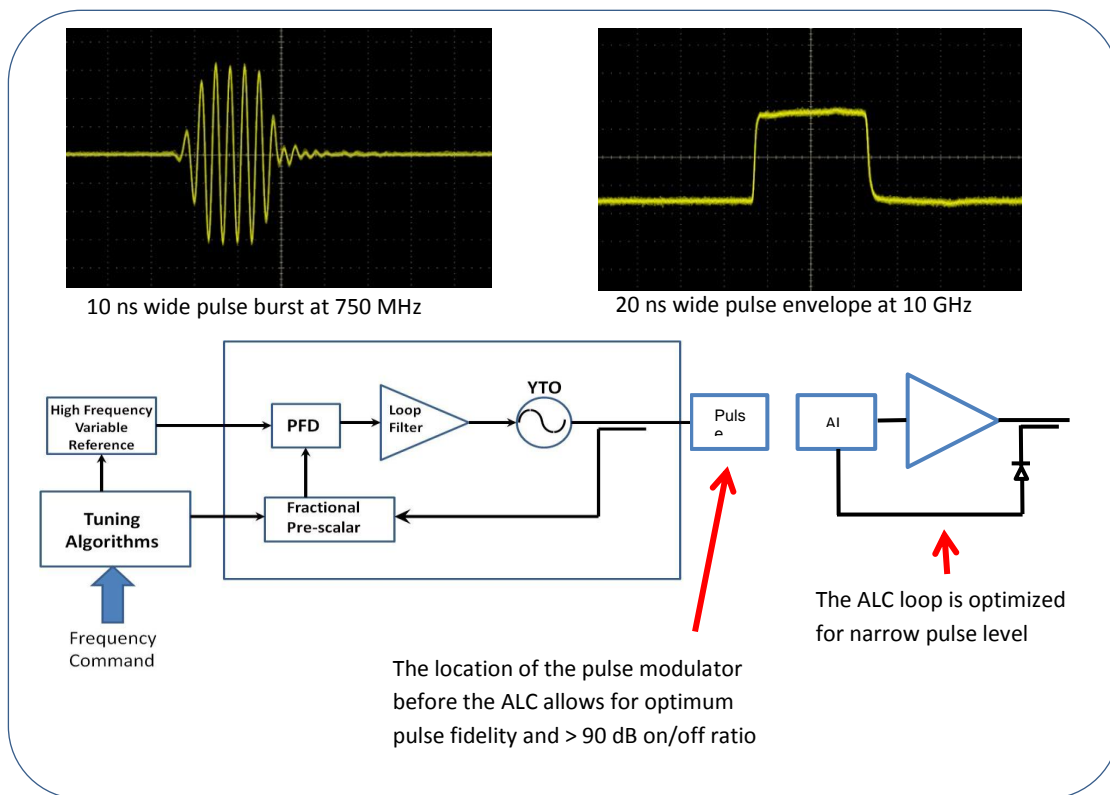 10 ns wide pulse burst at 750 MHz
20 ns wide pulse envelope at 10 GHz
High Frequency
Variable
Reference
PFD
Loop
Filter
YTO
Puls
e
AL
Tuning
Algorithms
Fractional
Pre-scalar
Frequency
Command
The ALC loop is optimized
for narrow pulse level
The location of the pulse modulator
before the ALC allows for optimum
pulse fidelity and > 90 dB on/off ratio